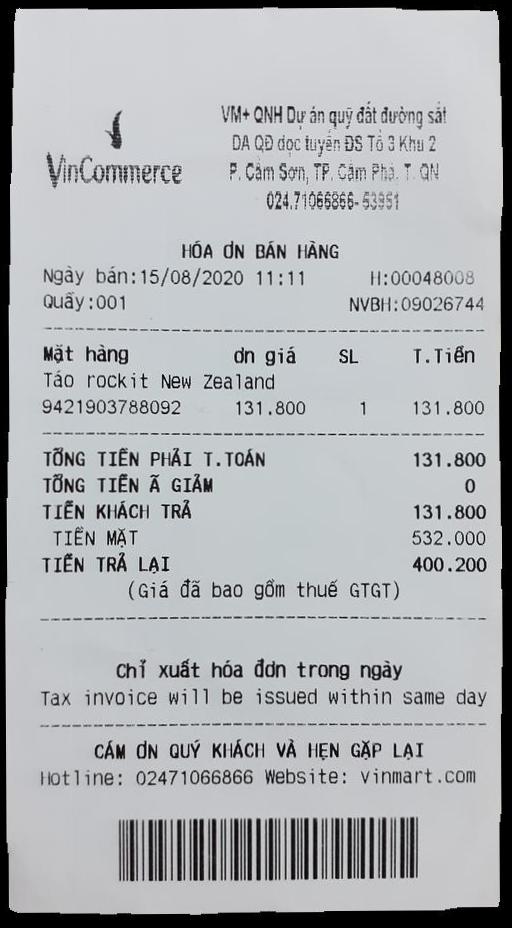 VinCommerce
VM+ QNH Dự án quỹ đất đường sắt
DA QĐ dọc tuyến ĐS Tổ 3 Khu 2
P. Cẩm Sơn, TP. Cẩm Phả. T. QN
024.71066866-53951
HÓA ƠN BÁN HÀNG
Ngày bán:15/08/2020 11:11 H:00048008
Quầy:001 NVBH:09026744
Mặt hàng ơn giá SL T.Tiền
Táo rockit New Zealand
9421903788092 131.800 1 131.800
TỔNG TIỀN PHẢI T.TOÁN 131.800
TỔNG TIỀN Ã GIẢM 0
TIỀN KHÁCH TRẢ 131.800
TIỀN MẶT 532.000
TIỀN TRẢ LẠI 400.200
(Giá đã bao gồm thuế GTGT)
Chỉ xuất hóa đơn trong ngày
Tax invoice will be issued within same day
CÁM ƠN QUÝ KHÁCH VÀ HẸN GẶP LẠI
Hotline: 02471066866 Website: vinmart.com